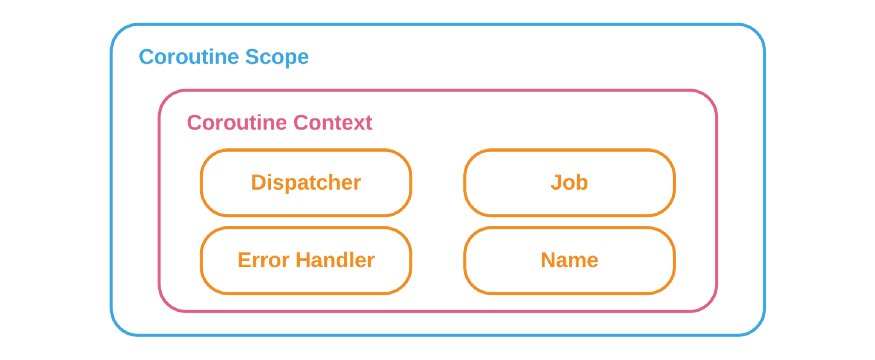 Coroutine Scope
Coroutine Context
Dispatcher
Job
Error Handler
Name